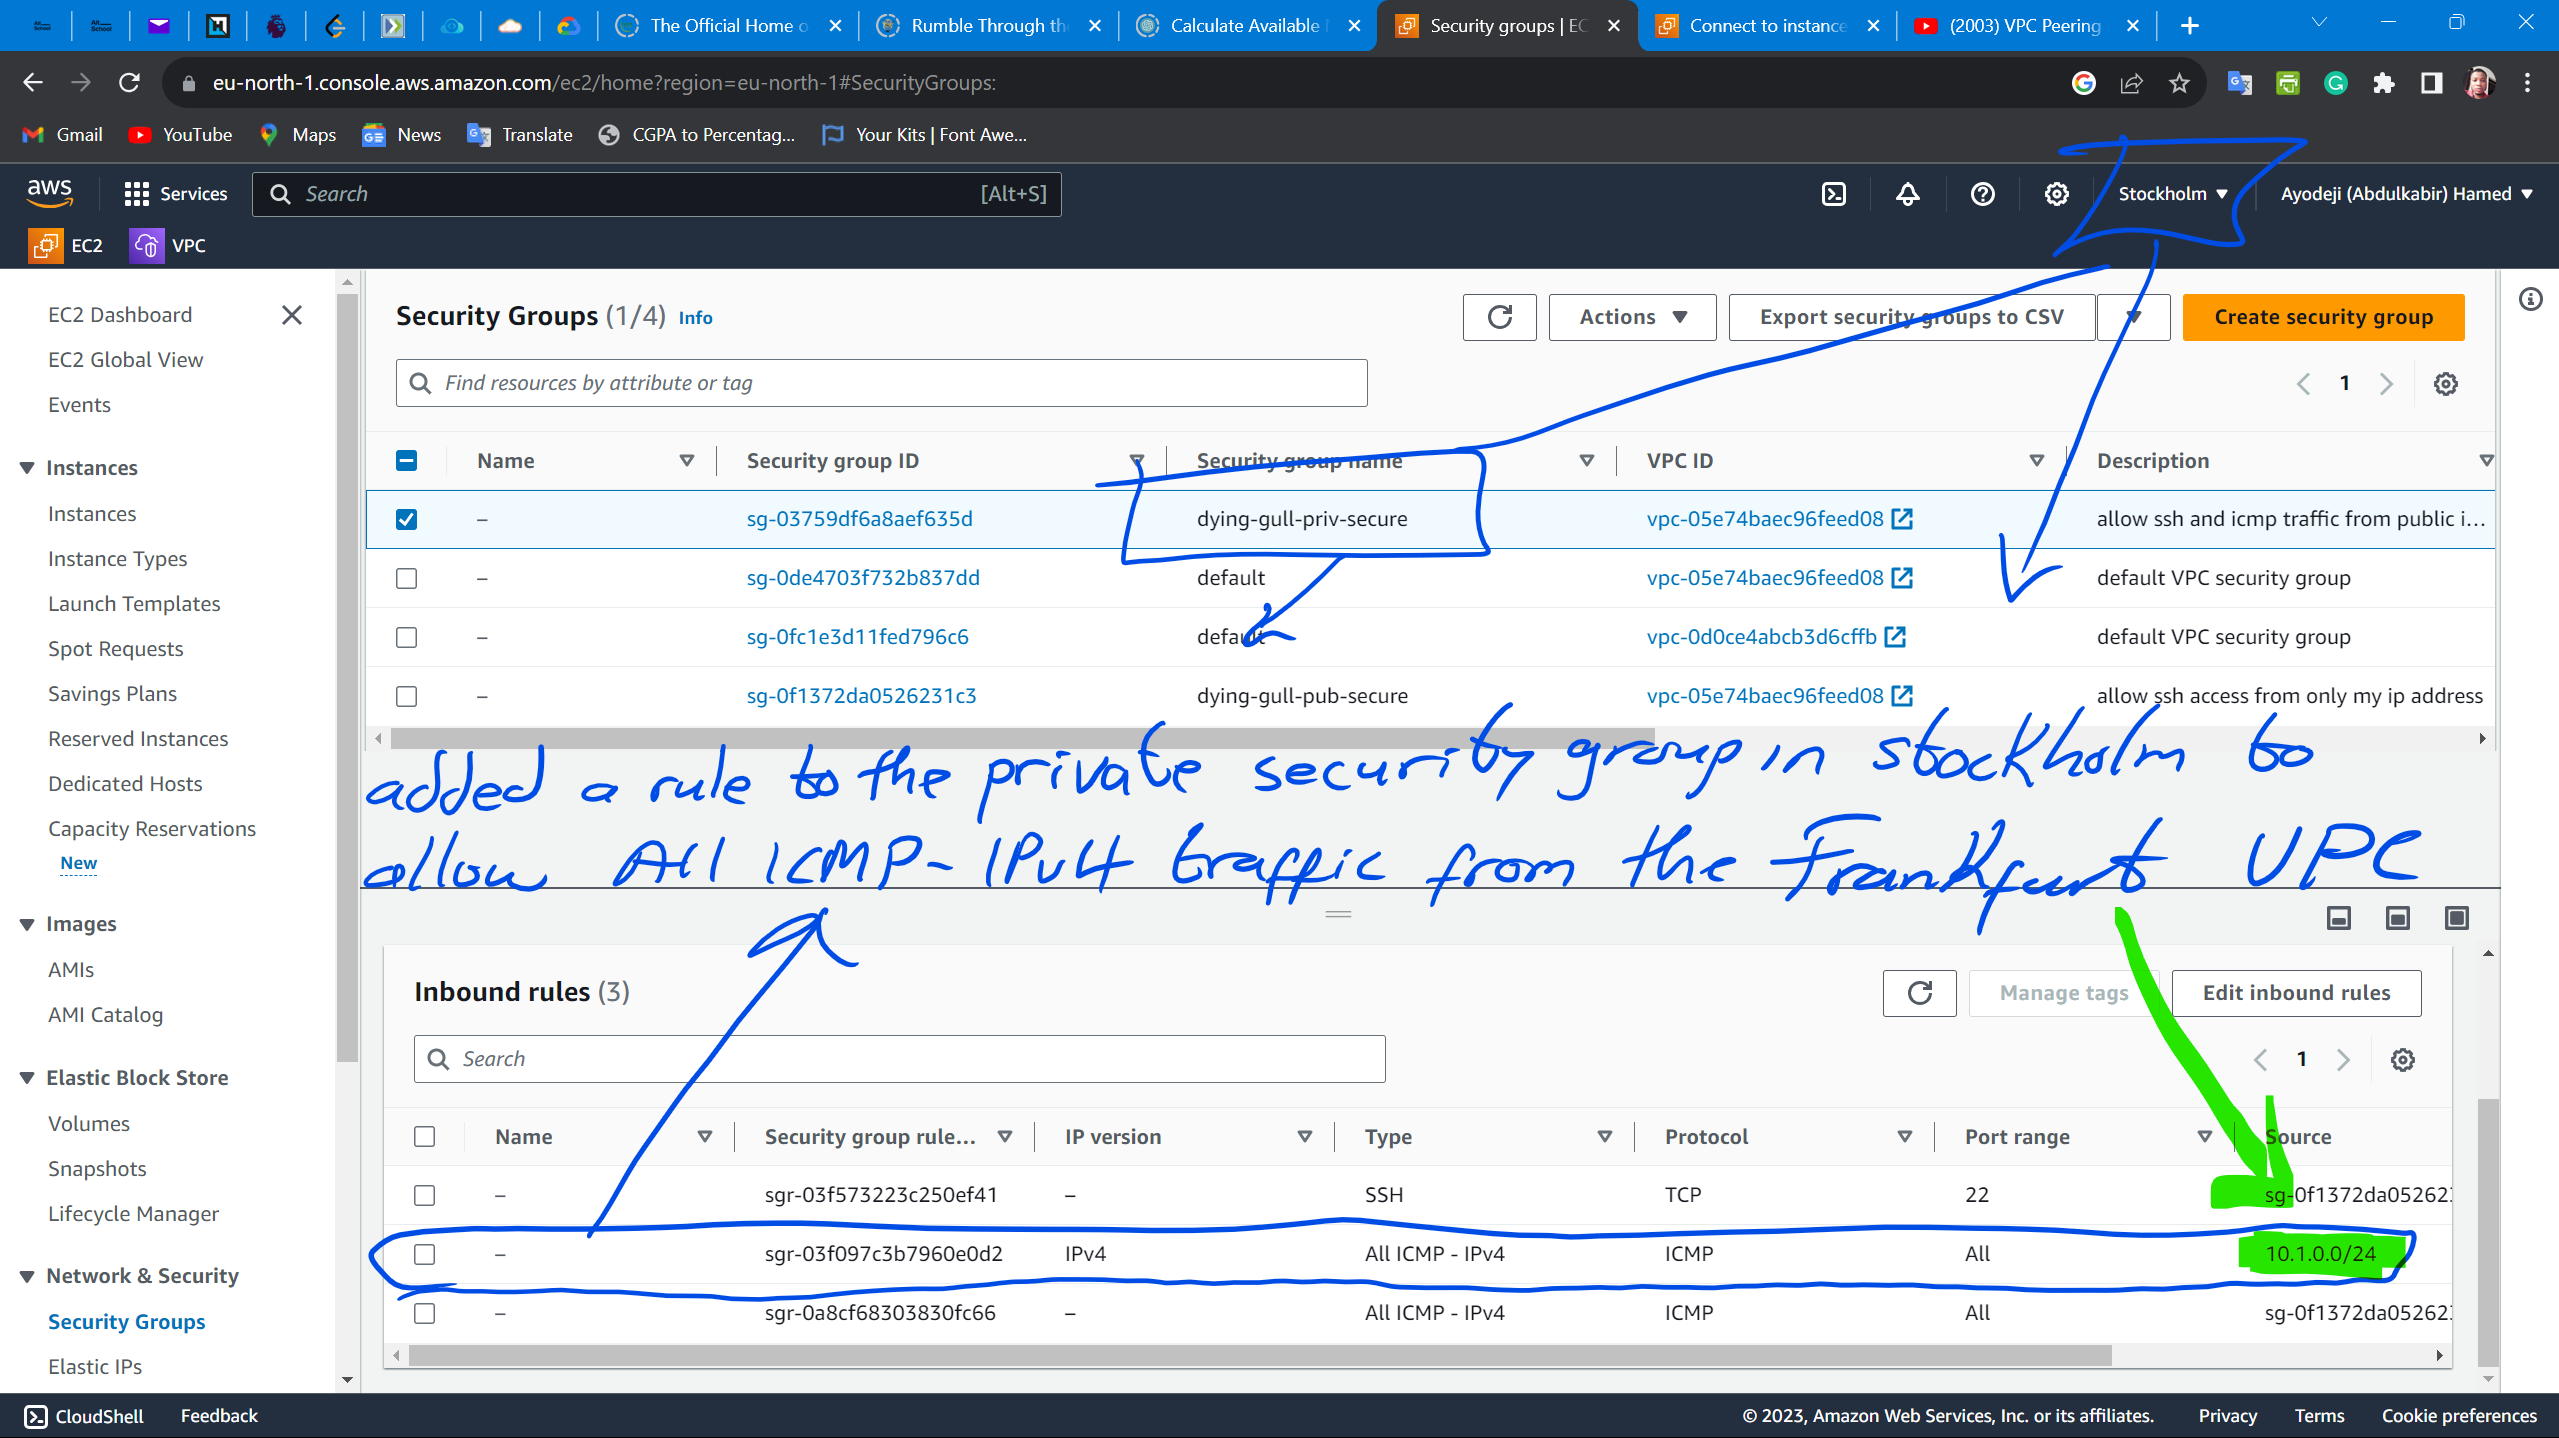 The Official Home o
Rumble Through th
Calculate Available
Security groups | EC
Connect to instance
(2003) VPC Peering
eu-north-1.console.aws.amazon.com/ec2/home?region=eu-north-1#SecurityGroups:
Gmail YouTube Maps News Translate CGPA to Percentag... Your Kits | Font Awe...
aws Services Search [Alt+S] Stockholm Ayodeji (Abdulkabir) Hamed
EC2 VPC
EC2 Dashboard
EC2 Global View
Events
Instances
Instances
Instance Types
Launch Templates
Spot Requests
Savings Plans
Reserved Instances
Dedicated Hosts
Capacity Reservations
New
Images
AMIs
AMI Catalog
Elastic Block Store
Volumes
Snapshots
Lifecycle Manager
Network & Security
Security Groups
Elastic IPs
Security Groups (1/4) Info
Actions Export security groups to CSV Create security group
Find resources by attribute or tag
1
Name Security group ID Security group name VPC ID Description
– sg-03759df6a8aef635d dying-gull-priv-secure vpc-05e74baec96feed08 allow ssh and icmp traffic from public i...
– sg-0de4703f732b837dd default vpc-05e74baec96feed08 default VPC security group
– sg-0fc1e3d11fed796c6 default vpc-0d0ce4abcb3d6cffb default VPC security group
– sg-0f1372da0526231c3 dying-gull-pub-secure vpc-05e74baec96feed08 allow ssh access from only my ip address
added a rule to the private security group in stockholm to
allow All ICMP-IPv4 traffic from the Frankfurt VPC
Inbound rules (3)
Manage tags Edit inbound rules
Search
1
Name Security group rule... IP version Type Protocol Port range Source
– sgr-03f573223c250ef41 – SSH TCP 22 sg-0f1372da05262
– sgr-03f097c3b7960e0d2 IPv4 All ICMP - IPv4 ICMP All 10.1.0.0/24
– sgr-0a8cf68303830fc66 – All ICMP - IPv4 ICMP All sg-0f1372da05262
CloudShell Feedback © 2023, Amazon Web Services, Inc. or its affiliates. Privacy Terms Cookie preferences